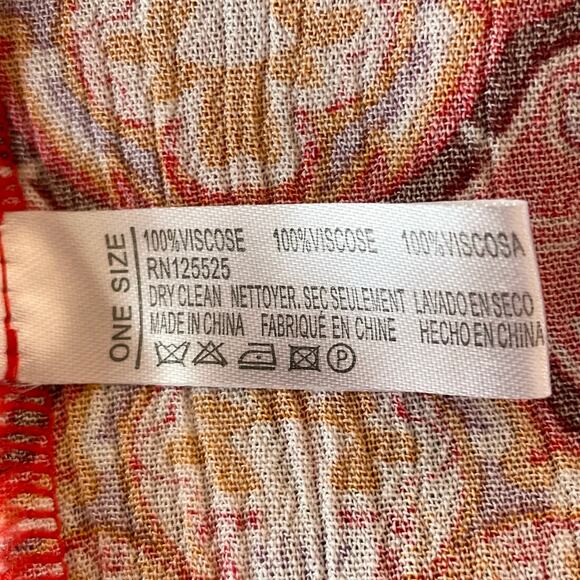 ONE SIZE
100%VISCOSE 100%VISCOSE 100%VISCOSA
RN125525
DRY CLEAN NETTOYER.SEC SEULEMENT LAVADO EN SECO
MADE IN CHINA FABRIQUÉ EN CHINE HECHO EN CHINA
P